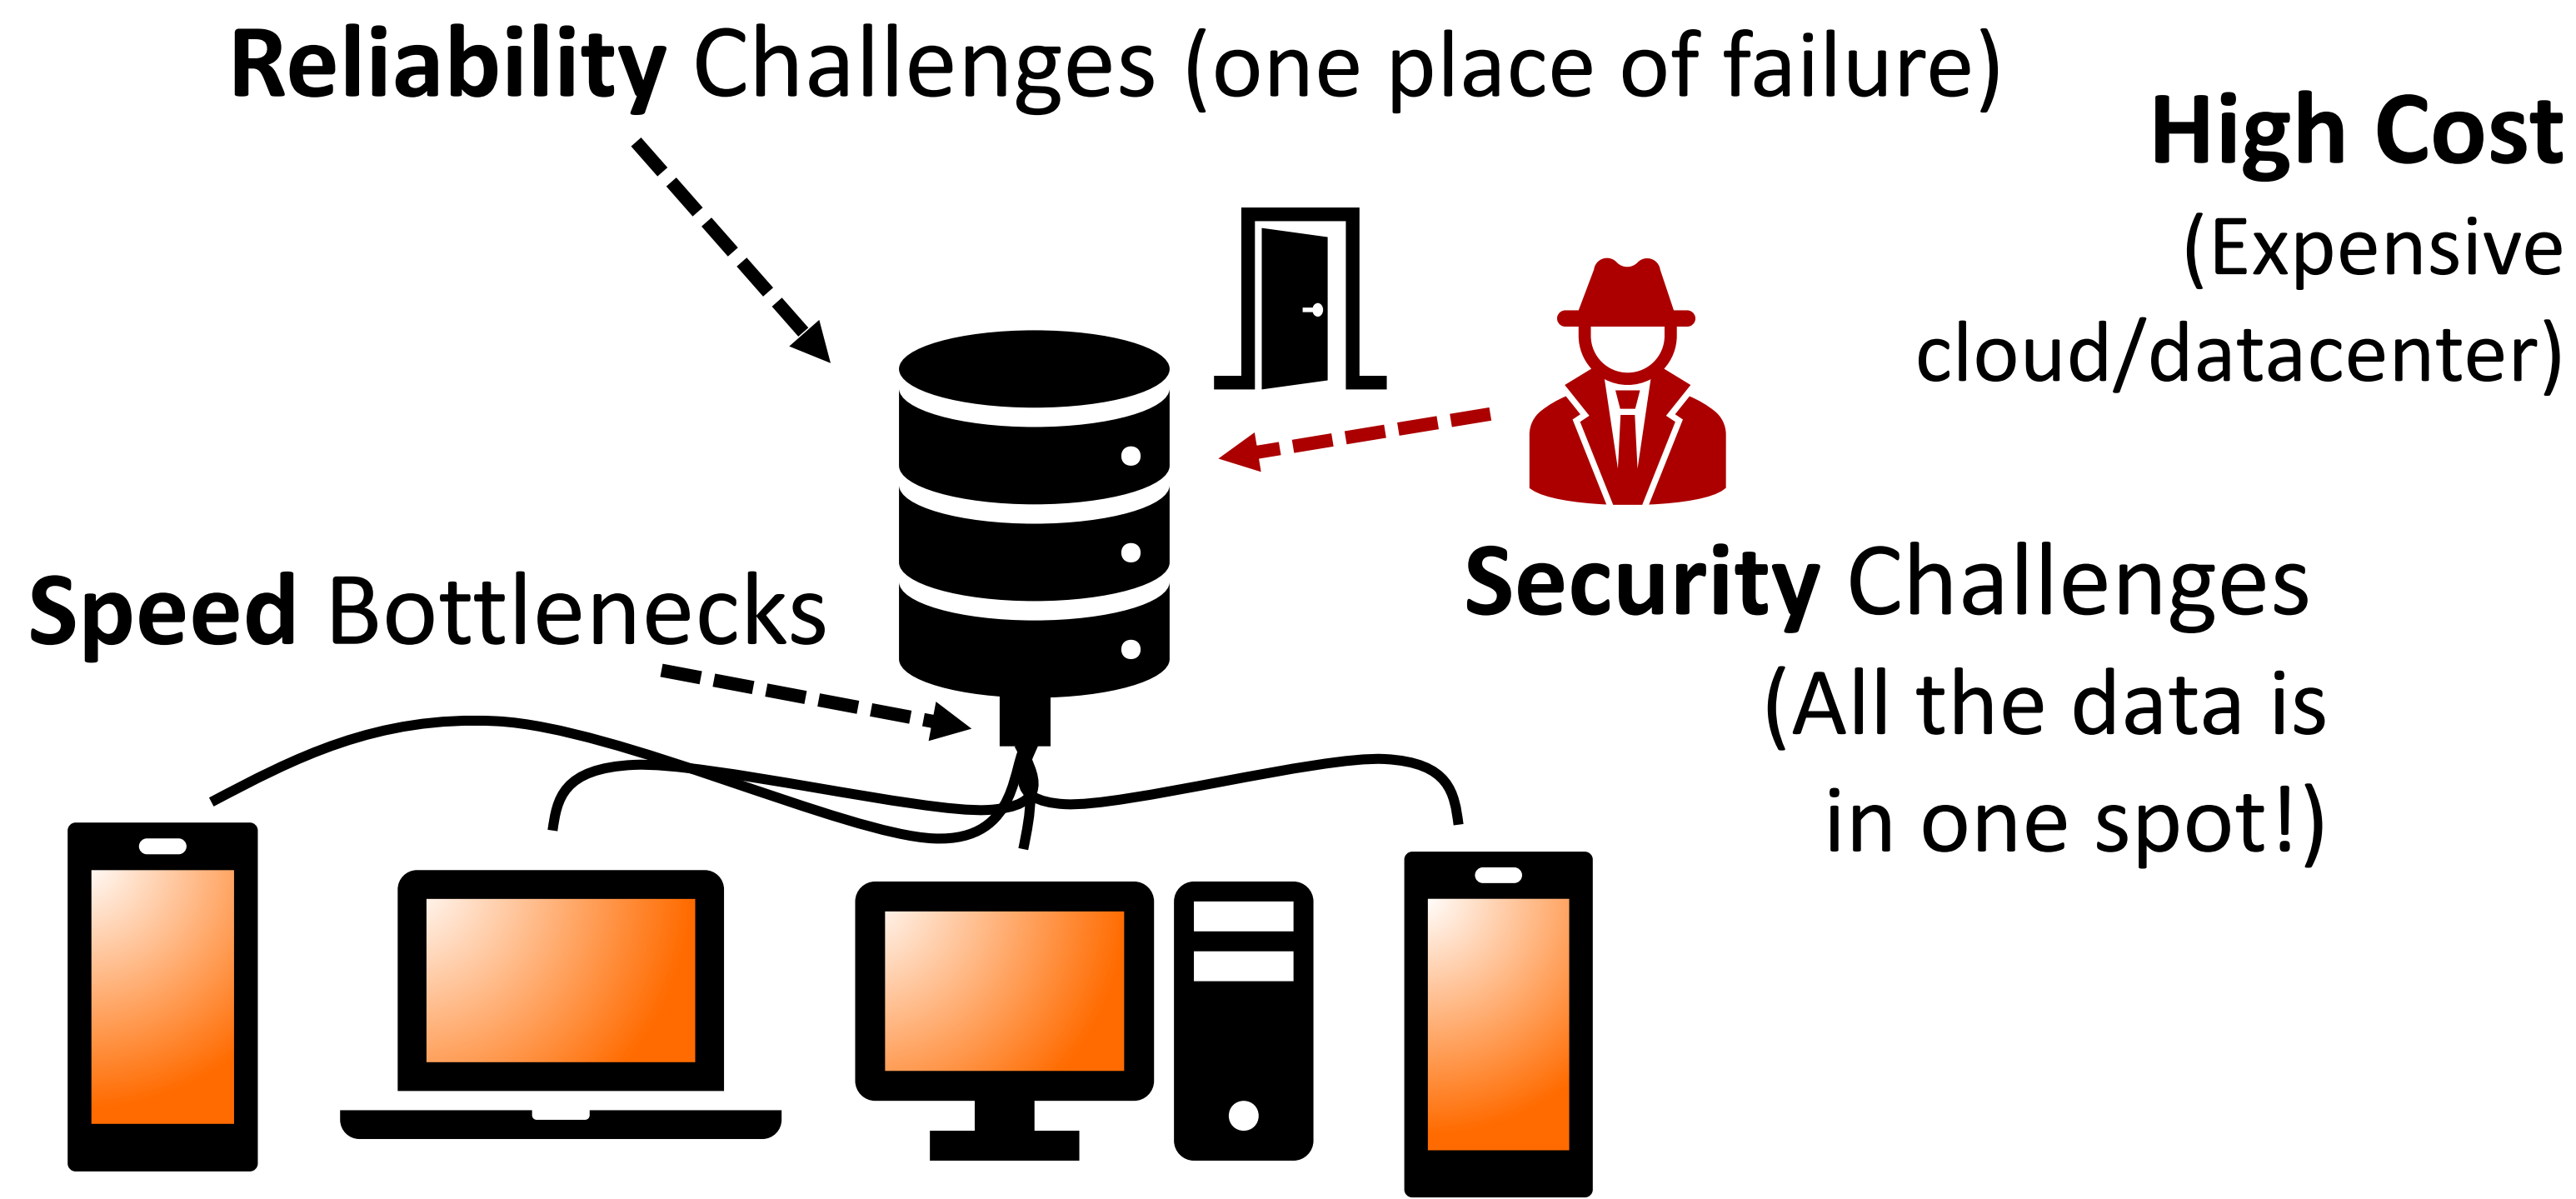 Reliability Challenges (one place of failure)
High Cost
(Expensive
cloud/datacenter)
Speed Bottlenecks
Security Challenges
(All the data is
in one spot!)